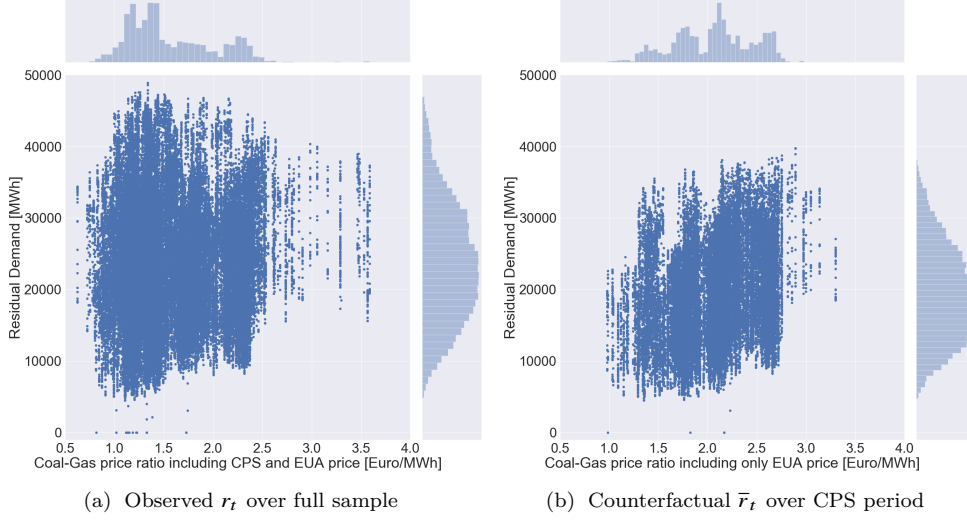 50000
40000
30000
20000
10000
0
Residual Demand [MWh]
0.5 1.0 1.5 2.0 2.5 3.0 3.5 4.0
Coal-Gas price ratio including CPS and EUA price [Euro/MWh]
(a) Observed r_t over full sample
50000
40000
30000
20000
10000
0
Residual Demand [MWh]
0.5 1.0 1.5 2.0 2.5 3.0 3.5 4.0
Coal-Gas price ratio including only EUA price [Euro/MWh]
(b) Counterfactual r̅_t over CPS period